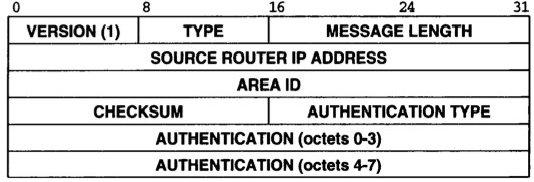 0 8 16 24 31
VERSION (1) TYPE MESSAGE LENGTH
SOURCE ROUTER IP ADDRESS
AREA ID
CHECKSUM AUTHENTICATION TYPE
AUTHENTICATION (octets 0-3)
AUTHENTICATION (octets 4-7)